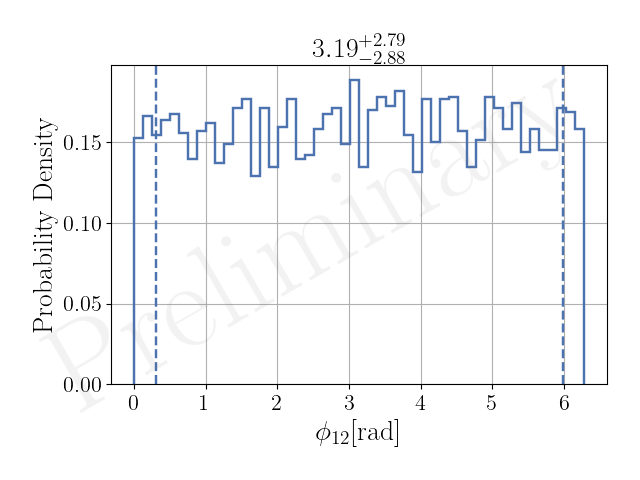 3.19+2.79
−2.88
Probability Density
0.15
0.10
0.05
0.00
0 1 2 3 4 5 6
ϕ12[rad]
Preliminary